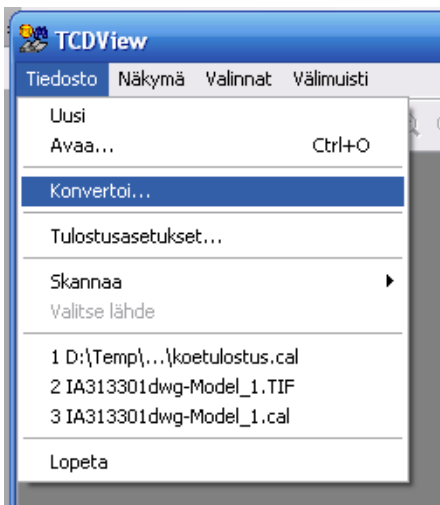 TCDView
Tiedosto Näkymä Valinnat Välimuisti
Uusi
Avaa... Ctrl+O
Konvertoi...
Tulostusasetukset...
Skannaa
Valitse lähde
1 D:\Temp\...\koetulostus.cal
2 IA313301dwg-Model_1.TIF
3 IA313301dwg-Model_1.cal
Lopeta